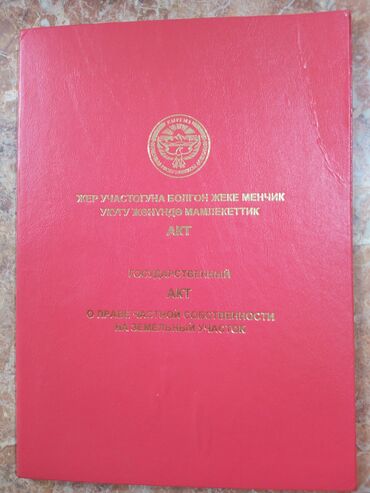 ЖЕР УЧАСТОГУНА БОЛГОН ЖЕКЕ МЕНЧИК
УКУГУ ЖӨНҮНДӨ МАМЛЕКЕТТИК
АКТ
ГОСУДАРСТВЕННЫЙ
АКТ
О ПРАВЕ ЧАСТНОЙ СОБСТВЕННОСТИ
НА ЗЕМЕЛЬНЫЙ УЧАСТОК